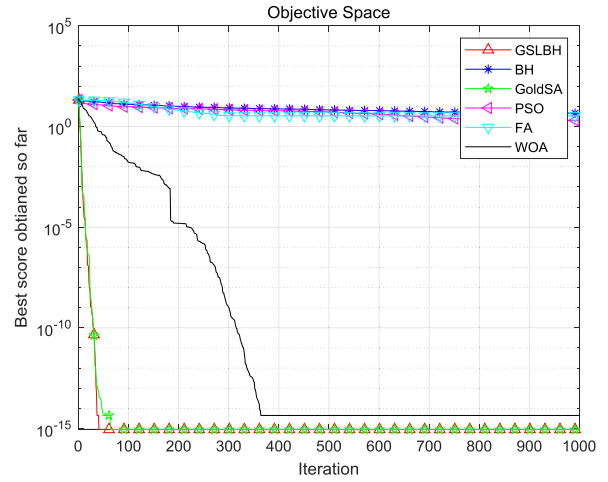 Objective Space
Best score obtianed so far
10^5
10^0
10^-5
10^-10
10^-15
0 100 200 300 400 500 600 700 800 900 1000
Iteration
GSLBH
BH
GoldSA
PSO
FA
WOA